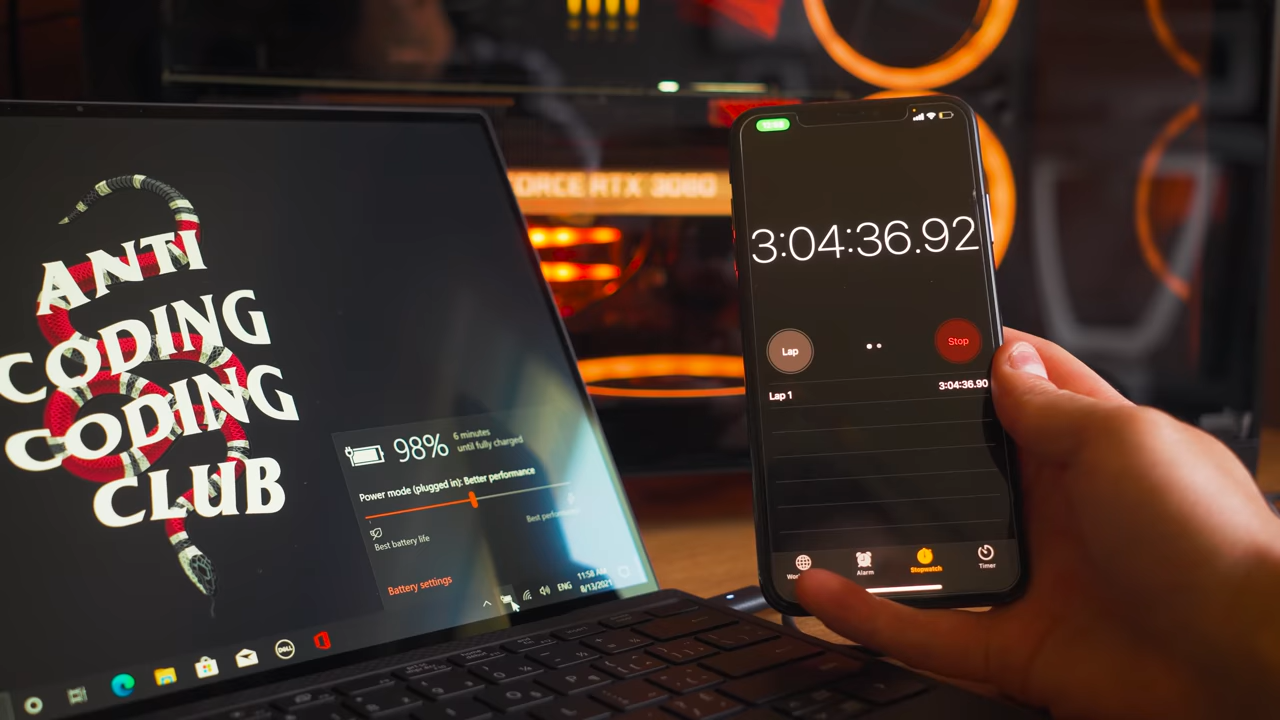 ANTI
CODING
CODING
CLUB
98%
6 minutes
until fully charged
Power mode (plugged in): Better performance
Best battery life
Battery settings
ENG
11:58 AM
8/13/2021
DELL
FORCE RTX 3080
3:04:36.92
Lap
Stop
Lap 1
3:04:36.90
Alarm
Stopwatch
Timer